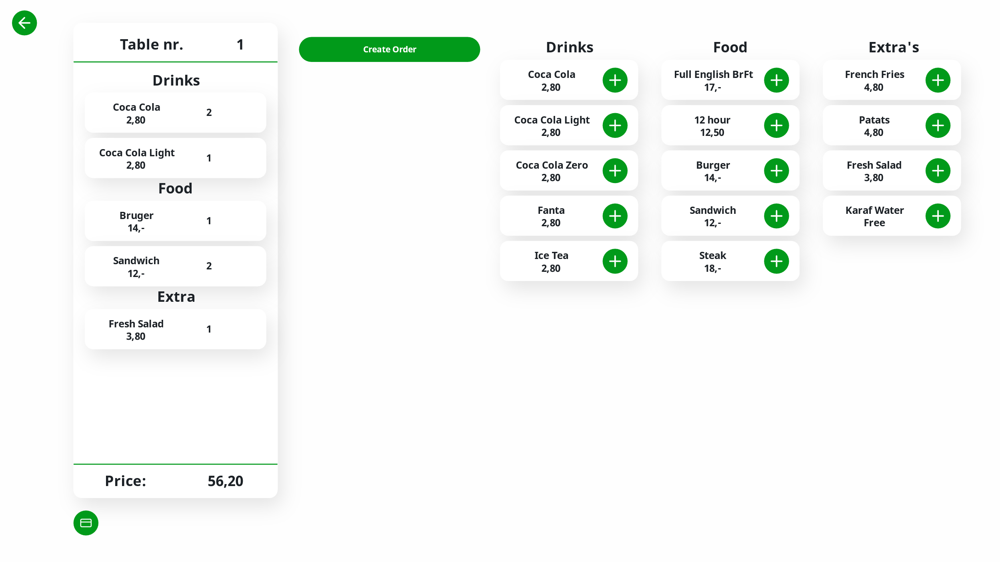 Table nr. 1
Drinks
Coca Cola
2,80
2
Coca Cola Light
2,80
1
Food
Bruger
14,-
1
Sandwich
12,-
2
Extra
Fresh Salad
3,80
1
Price: 56,20
Create Order
Drinks
Coca Cola
2,80
Coca Cola Light
2,80
Coca Cola Zero
2,80
Fanta
2,80
Ice Tea
2,80
Food
Full English BrFt
17,-
12 hour
12,50
Burger
14,-
Sandwich
12,-
Steak
18,-
Extra's
French Fries
4,80
Patats
4,80
Fresh Salad
3,80
Karaf Water
Free